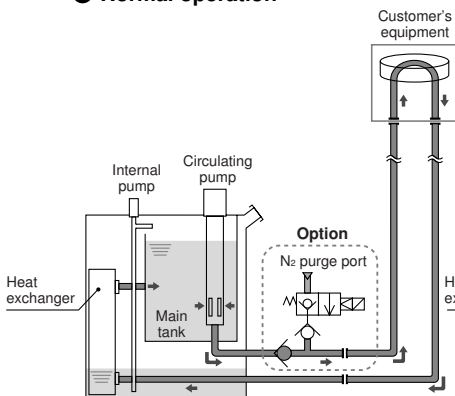 Normal operation
Customer's
equipment
Circulating
pump
Internal
pump
Option
N2 purge port
Heat
exchanger
Main
tank